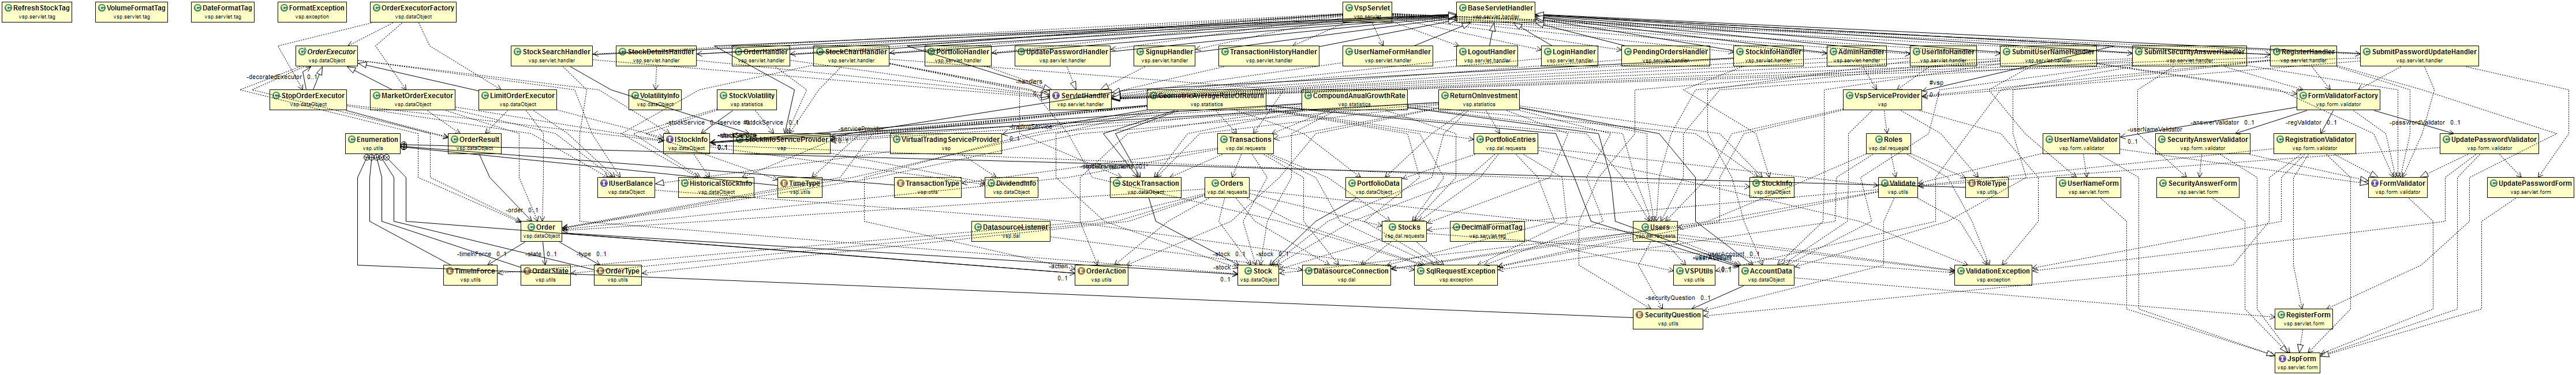 RefreshStockTag
vsp.servlet.tag
VolumeFormatTag
vsp.servlet.tag
DateFormatTag
vsp.servlet.tag
FormatException
vsp.exception
OrderExecutorFactory
vsp.dataObject
VspServlet
vsp.servlet
BaseServletHandler
vsp.servlet.handler
OrderExecutor
vsp.dataObject
StockSearchHandler
vsp.servlet.handler
StockDetailsHandler
vsp.servlet.handler
OrderHandler
vsp.servlet.handler
StockChartHandler
vsp.servlet.handler
PortfolioHandler
vsp.servlet.handler
UpdatePasswordHandler
vsp.servlet.handler
SignupHandler
vsp.servlet.handler
TransactionHistoryHandler
vsp.servlet.handler
UserNameFormHandler
vsp.servlet.handler
LogoutHandler
vsp.servlet.handler
LoginHandler
vsp.servlet.handler
PendingOrdersHandler
vsp.servlet.handler
StockInfoHandler
vsp.servlet.handler
AdminHandler
vsp.servlet.handler
UserInfoHandler
vsp.servlet.handler
SubmitUserNameHandler
vsp.servlet.handler
SubmitSecurityAnswerHandler
vsp.servlet.handler
RegisterHandler
vsp.servlet.handler
SubmitPasswordUpdateHandler
vsp.servlet.handler
-decoratedExecutor 0..1
-handlers
#vsp
0..1
StopOrderExecutor
vsp.dataObject
MarketOrderExecutor
vsp.dataObject
LimitOrderExecutor
vsp.dataObject
VolatilityInfo
vsp.dataObject
StockVolatility
vsp.statistics
ServletHandler
vsp.servlet.handler
GeometricAverageRateOfReturn
vsp.statistics
CompoundAnualGrowthRate
vsp.statistics
ReturnOnInvestment
vsp.statistics
VspServiceProvider
vsp
FormValidatorFactory
vsp.form.validator
-stockService
0..1
-serviceProvider
-tradingService
-userNameValidator
0..1
-answerValidator 0..1
-regValidator 0..1
-passwordValidator 0..1
Enumeration
vsp.utils
OrderResult
vsp.dataObject
IStockInfo
vsp.dataObject
StockInfoServiceProvider
vsp
VirtualTradingServiceProvider
vsp
Transactions
vsp.dal.requests
PortfolioEntries
vsp.dal.requests
Roles
vsp.dal.requests
UserNameValidator
vsp.form.validator
SecurityAnswerValidator
vsp.form.validator
RegistrationValidator
vsp.form.validator
UpdatePasswordValidator
vsp.form.validator
IUserBalance
vsp.dataObject
HistoricalStockInfo
vsp.dataObject
TimeType
vsp.utils
TransactionType
vsp.utils
DividendInfo
vsp.dataObject
StockTransaction
vsp.dataObject
Orders
vsp.dal.requests
PortfolioData
vsp.dataObject
StockInfo
vsp.dataObject
Validate
vsp.utils
RoleType
vsp.utils
UserNameForm
vsp.servlet.form
SecurityAnswerForm
vsp.servlet.form
FormValidator
vsp.form.validator
UpdatePasswordForm
vsp.servlet.form
-order 0..1
Order
vsp.dataObject
DatasourceListener
vsp.dal
Stocks
vsp.dal.requests
DecimalFormatTag
vsp.servlet.tag
Users
vsp.dal.requests
-timeInForce 0..1
-state 0..1
-type 0..1
-action
0..1
-stock
0..1
-stock 0..1
-userAccount
0..1
TimeInForce
vsp.utils
OrderState
vsp.utils
OrderType
vsp.utils
OrderAction
vsp.utils
Stock
vsp.dataObject
DatasourceConnection
vsp.dal
SqlRequestException
vsp.exception
VSPUtils
vsp.utils
AccountData
vsp.dataObject
ValidationException
vsp.exception
-securityQuestion 0..1
SecurityQuestion
vsp.utils
RegisterForm
vsp.servlet.form
JspForm
vsp.servlet.form